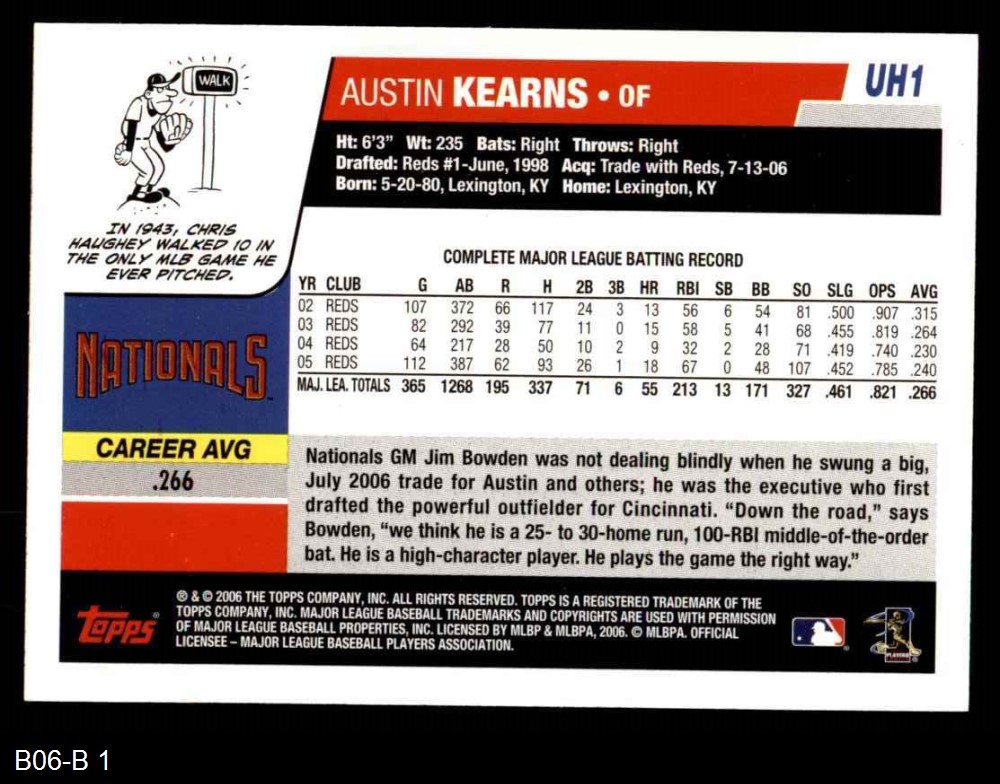 WALK
IN 1943, CHRIS
HAUGHEY WALKED 10 IN
THE ONLY MLB GAME HE
EVER PITCHED.
AUSTIN KEARNS • OF
UH1
Ht: 6'3" Wt: 235 Bats: Right Throws: Right
Drafted: Reds #1-June, 1998 Acq: Trade with Reds, 7-13-06
Born: 5-20-80, Lexington, KY Home: Lexington, KY
COMPLETE MAJOR LEAGUE BATTING RECORD
YR CLUB G AB R H 2B 3B HR RBI SB BB SO SLG OPS AVG
02 REDS 107 372 66 117 24 3 13 56 6 54 81 .500 .907 .315
03 REDS 82 292 39 77 11 0 15 58 5 41 68 .455 .819 .264
04 REDS 64 217 28 50 10 2 9 32 2 28 71 .419 .740 .230
05 REDS 112 387 62 93 26 1 18 67 0 48 107 .452 .785 .240
MAJ. LEA. TOTALS 365 1268 195 337 71 6 55 213 13 171 327 .461 .821 .266
NATIONALS
CAREER AVG
.266
Nationals GM Jim Bowden was not dealing blindly when he swung a big,
July 2006 trade for Austin and others; he was the executive who first
drafted the powerful outfielder for Cincinnati. “Down the road,” says
Bowden, “we think he is a 25- to 30-home run, 100-RBI middle-of-the-order
bat. He is a high-character player. He plays the game the right way.”
Topps
® & © 2006 THE TOPPS COMPANY, INC. ALL RIGHTS RESERVED. TOPPS IS A REGISTERED TRADEMARK OF THE
TOPPS COMPANY, INC. MAJOR LEAGUE BASEBALL TRADEMARKS AND COPYRIGHTS ARE USED WITH PERMISSION
OF MAJOR LEAGUE BASEBALL PROPERTIES, INC. LICENSED BY MLBP & MLBPA, 2006. © MLBPA. OFFICIAL
LICENSEE – MAJOR LEAGUE BASEBALL PLAYERS ASSOCIATION.
PLAYERS
B06-B 1